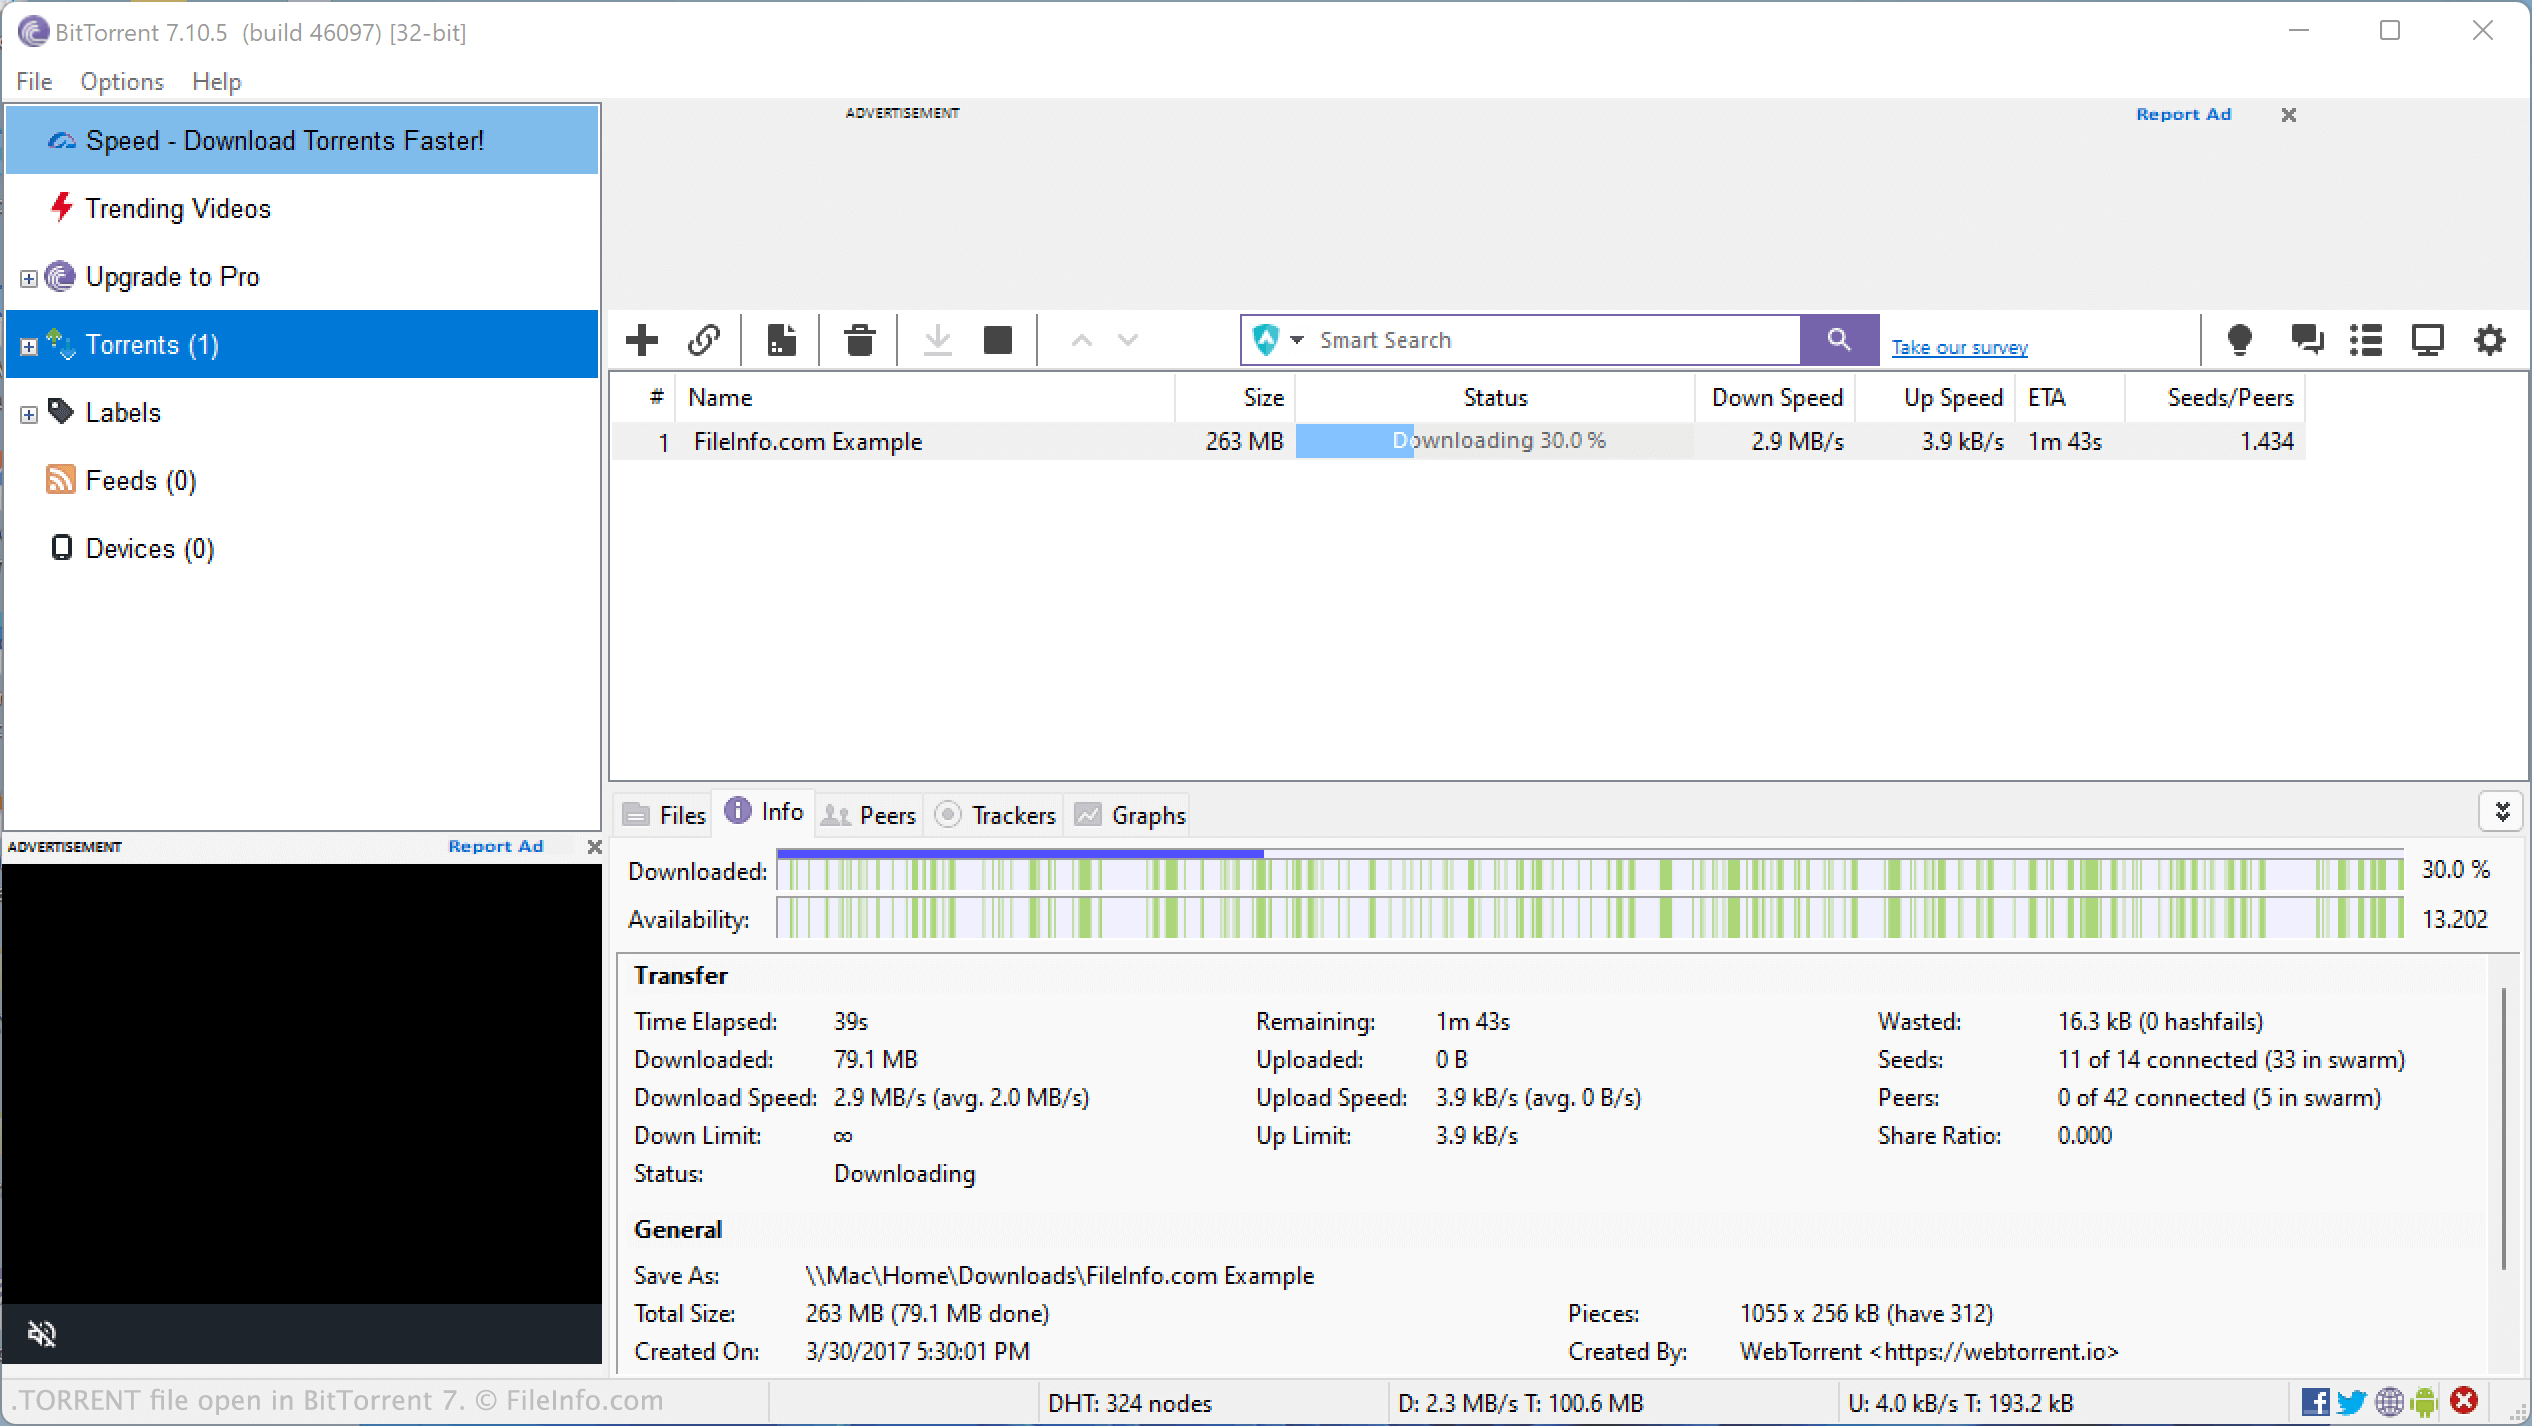 BitTorrent 7.10.5 (build 46097) [32-bit]
File Options Help
Speed - Download Torrents Faster!
Trending Videos
Upgrade to Pro
Torrents (1)
Labels
Feeds (0)
Devices (0)
ADVERTISEMENT Report Ad
ADVERTISEMENT Report Ad
Smart Search
Take our survey
# Name Size Status Down Speed Up Speed ETA Seeds/Peers
1 FileInfo.com Example 263 MB Downloading 30.0 % 2.9 MB/s 3.9 kB/s 1m 43s 1.434
Files Info Peers Trackers Graphs
Downloaded: 30.0 %
Availability: 13.202
Transfer
Time Elapsed: 39s Remaining: 1m 43s Wasted: 16.3 kB (0 hashfails)
Downloaded: 79.1 MB Uploaded: 0 B Seeds: 11 of 14 connected (33 in swarm)
Download Speed: 2.9 MB/s (avg. 2.0 MB/s) Upload Speed: 3.9 kB/s (avg. 0 B/s) Peers: 0 of 42 connected (5 in swarm)
Down Limit: ∞ Up Limit: 3.9 kB/s Share Ratio: 0.000
Status: Downloading
General
Save As: \\Mac\Home\Downloads\FileInfo.com Example
Total Size: 263 MB (79.1 MB done) Pieces: 1055 x 256 kB (have 312)
Created On: 3/30/2017 5:30:01 PM Created By: WebTorrent <https://webtorrent.io>
.TORRENT file open in BitTorrent 7. © FileInfo.com
DHT: 324 nodes D: 2.3 MB/s T: 100.6 MB U: 4.0 kB/s T: 193.2 kB